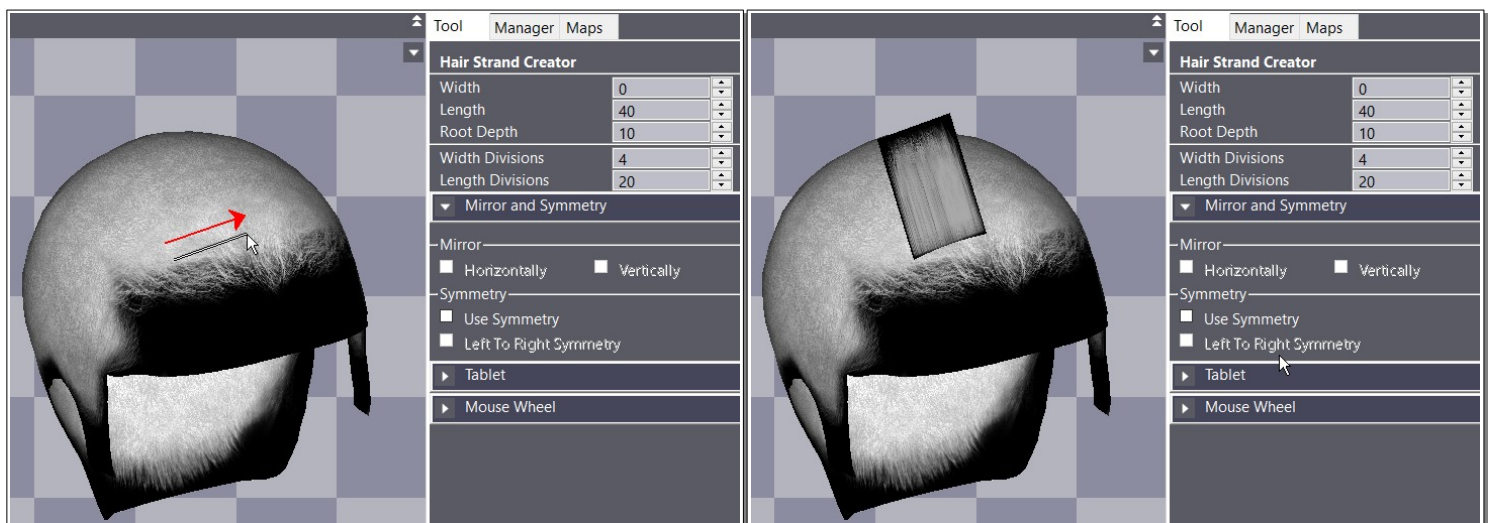 Tool Manager Maps
Hair Strand Creator
Width 0
Length 40
Root Depth 10
Width Divisions 4
Length Divisions 20
Mirror and Symmetry
Mirror
Horizontally Vertically
Symmetry
Use Symmetry
Left To Right Symmetry
Tablet
Mouse Wheel
Tool Manager Maps
Hair Strand Creator
Width 0
Length 40
Root Depth 10
Width Divisions 4
Length Divisions 20
Mirror and Symmetry
Mirror
Horizontally Vertically
Symmetry
Use Symmetry
Left To Right Symmetry
Tablet
Mouse Wheel